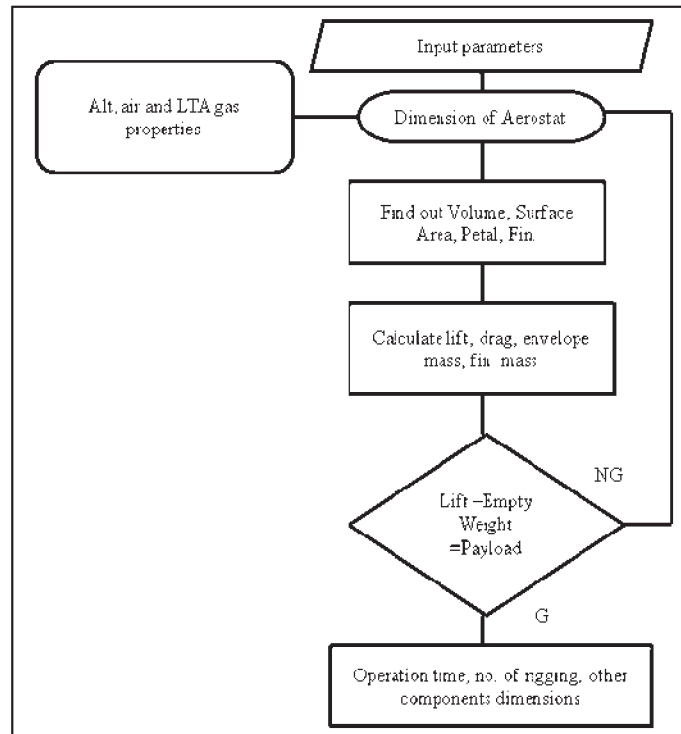 Input parameters
Alt, air and LTA gas
properties
Dimension of Aerostat
Find out Volume, Surface
Area, Petal, Fin
Calculate lift, drag, envelope
mass, fin mass
NG
Lift –Empty
Weight
=Payload
G
Operation time, no. of rigging, other
components dimensions